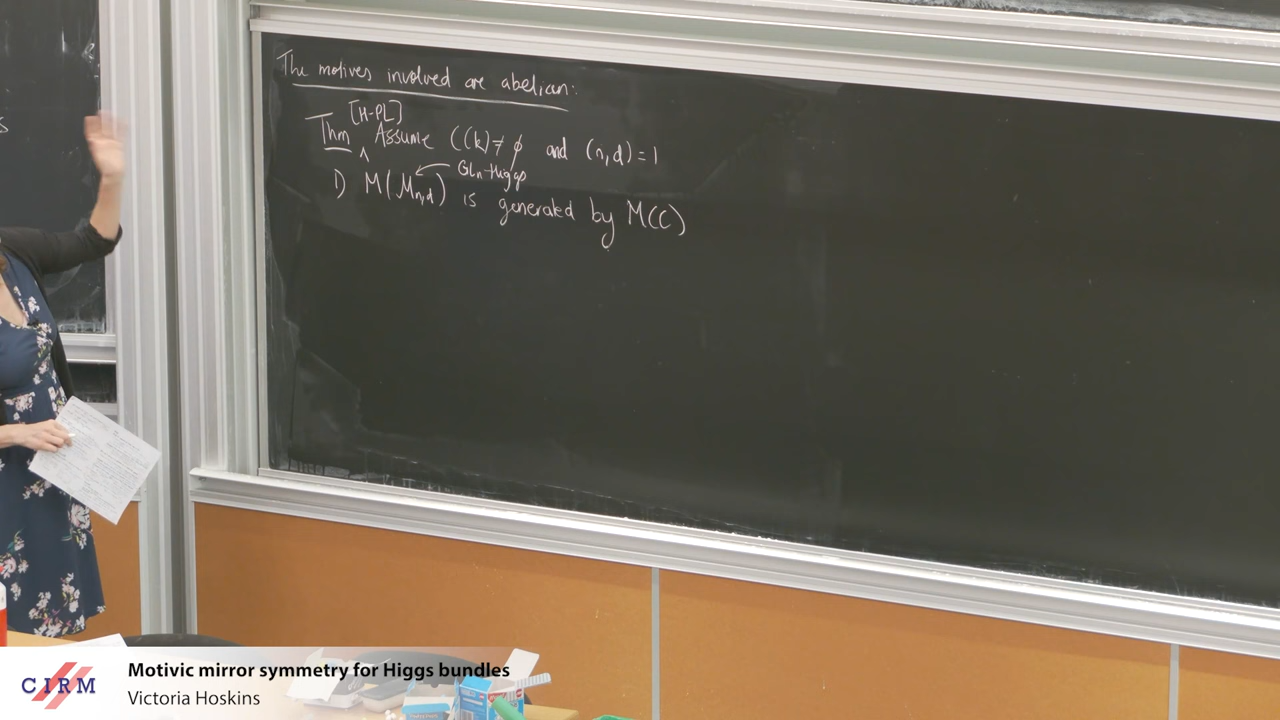 The motives involved are abelian:
[H-PL]
Thm ^ Assume C(k) ≠ ∅ and (n,d) = 1
GLn-Higgs
1) M(Mn,d) is generated by M(C)
s
CIRM
Motivic mirror symmetry for Higgs bundles
Victoria Hoskins